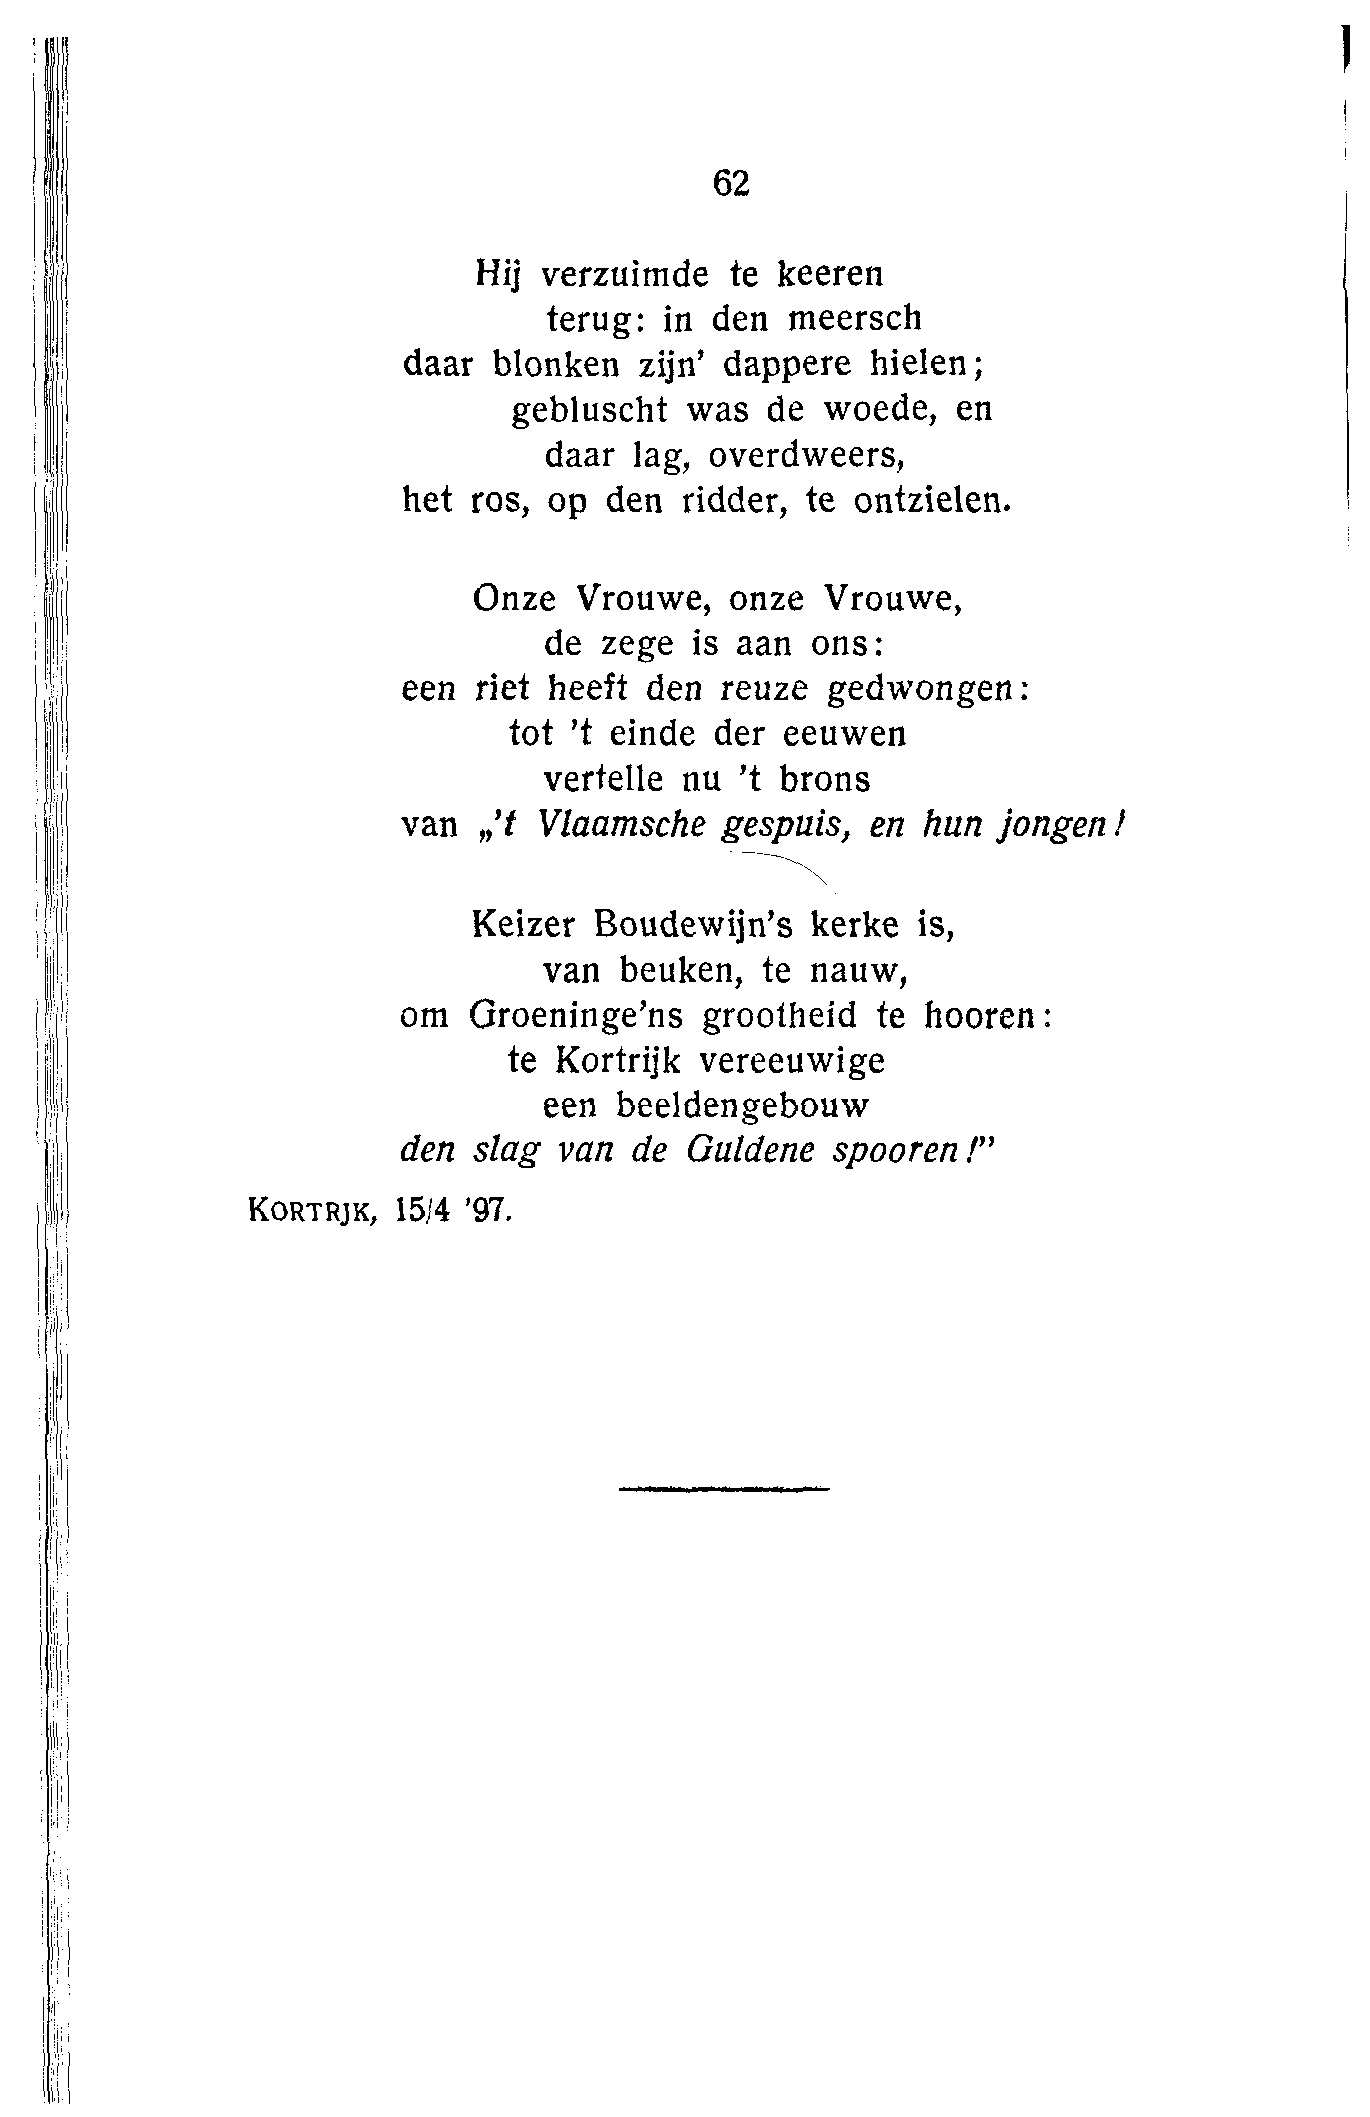 62
Hij verzuimde te keeren
terug: in den meersch
daar blonken zijn' dappere hielen;
gebluscht was de woede, en
daar lag, overdweers,
het ros, op den ridder, te ontzielen.
Onze Vrouwe, onze Vrouwe,
de zege is aan ons:
een riet heeft den reuze gedwongen:
tot 't einde der eeuwen
vertelle nu 't brons
van „'t Vlaamsche gespuis, en hun jongen!
Keizer Boudewijn's kerke is,
van beuken, te nauw,
om Groeninge'ns grootheid te hooren:
te Kortrijk vereeuwige
een beeldengebouw
den slag van de Guldene spooren!”
KORTRJK, 15/4 '97.